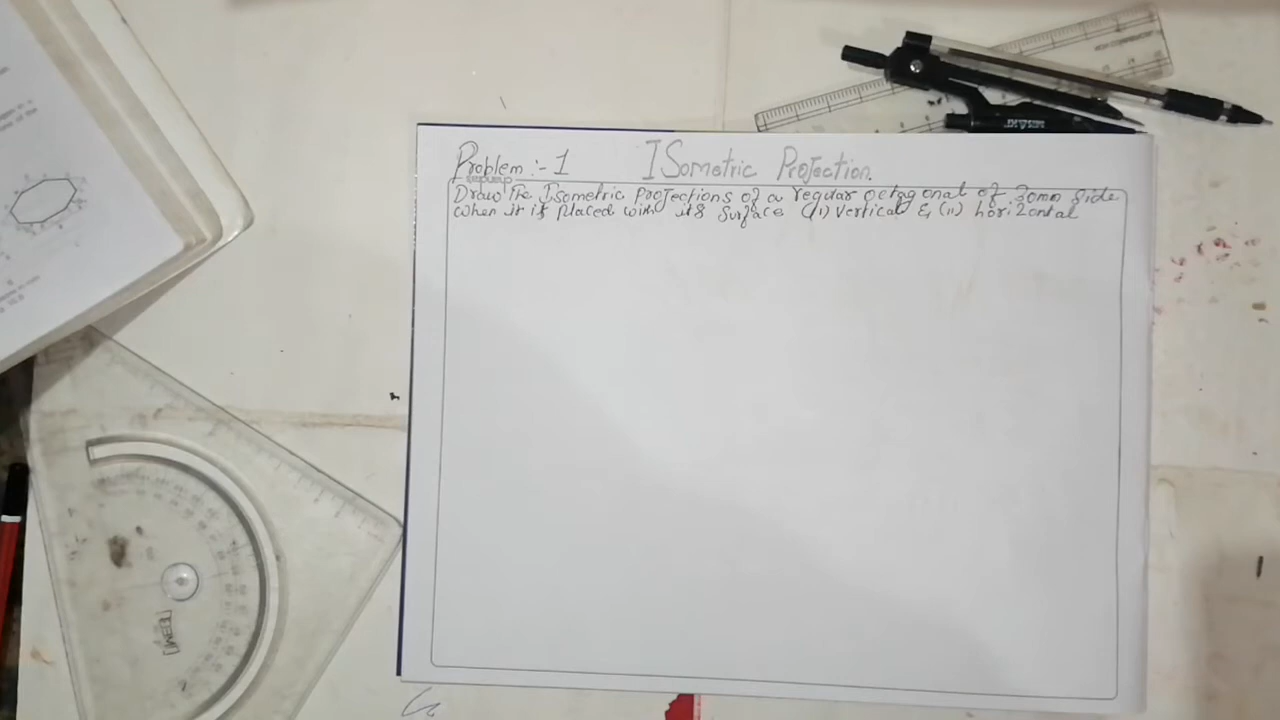 Problem :- 1 ISometric Projection.
Draw the Isometric Projections of a regular octagonal of 30mm side
when it is placed with its surface (i) vertical & (ii) horizontal